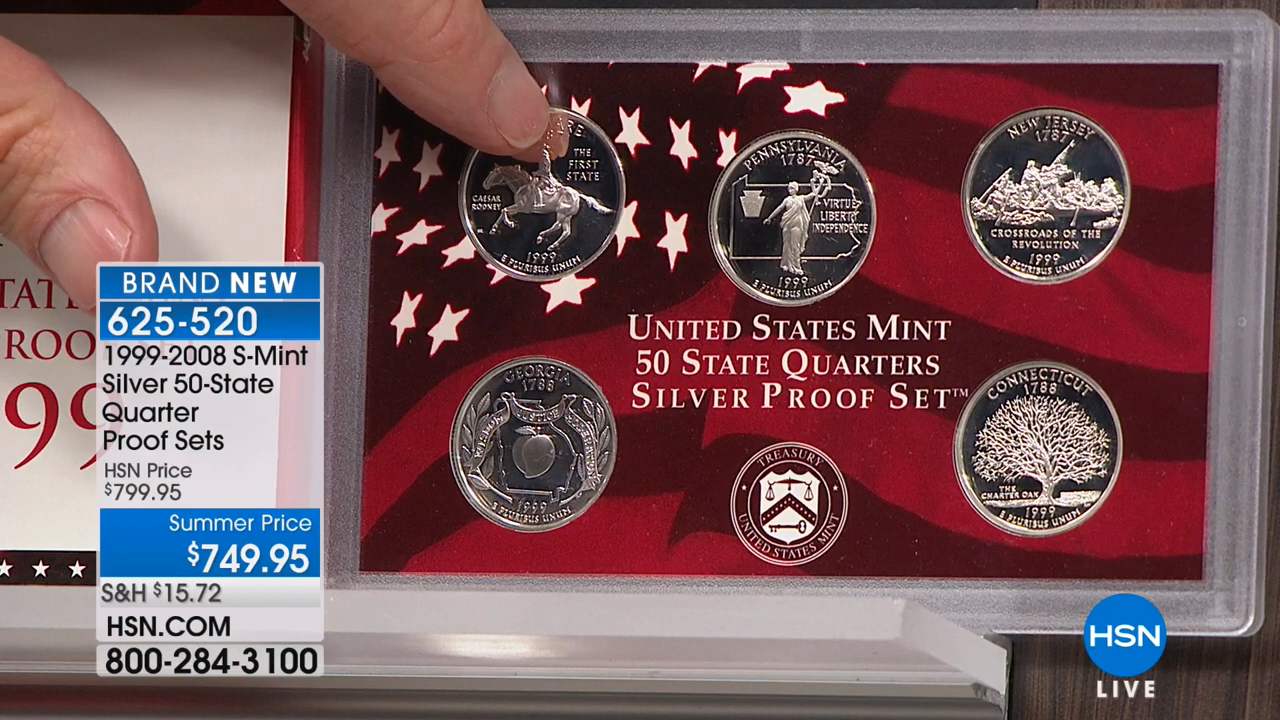 BRAND NEW
625-520
1999-2008 S-Mint
Silver 50-State
Quarter
Proof Sets
HSN Price
$799.95
Summer Price
$749.95
S&H $15.72
HSN.COM
800-284-3100
THE
FIRST
STATE
CAESAR
RODNEY
1999
E PLURIBUS UNUM
PENNSYLVANIA
1787
VIRTUE
LIBERTY
INDEPENDENCE
1999
E PLURIBUS UNUM
NEW JERSEY
1787
CROSSROADS OF THE
REVOLUTION
1999
E PLURIBUS UNUM
UNITED STATES MINT
50 STATE QUARTERS
SILVER PROOF SET™
GEORGIA
1788
WISDOM JUSTICE MODERATION
1999
E PLURIBUS UNUM
CONNECTICUT
1788
THE
CHARTER OAK
1999
E PLURIBUS UNUM
TREASURY
UNITED STATES MINT
HSN
LIVE